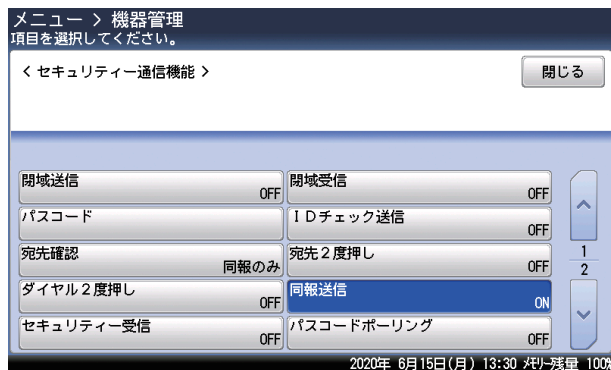 メニュー > 機器管理
項目を選択してください。
<セキュリティー通信機能>
閉じる
閉域送信
OFF
閉域受信
OFF
パスコード
IDチェック送信
OFF
宛先確認
同報のみ
宛先2度押し
OFF
1
2
ダイヤル2度押し
OFF
同報送信
ON
セキュリティー受信
OFF
パスコードポーリング
OFF
2020年 6月15日(月) 13:30 メモリー残量 100%